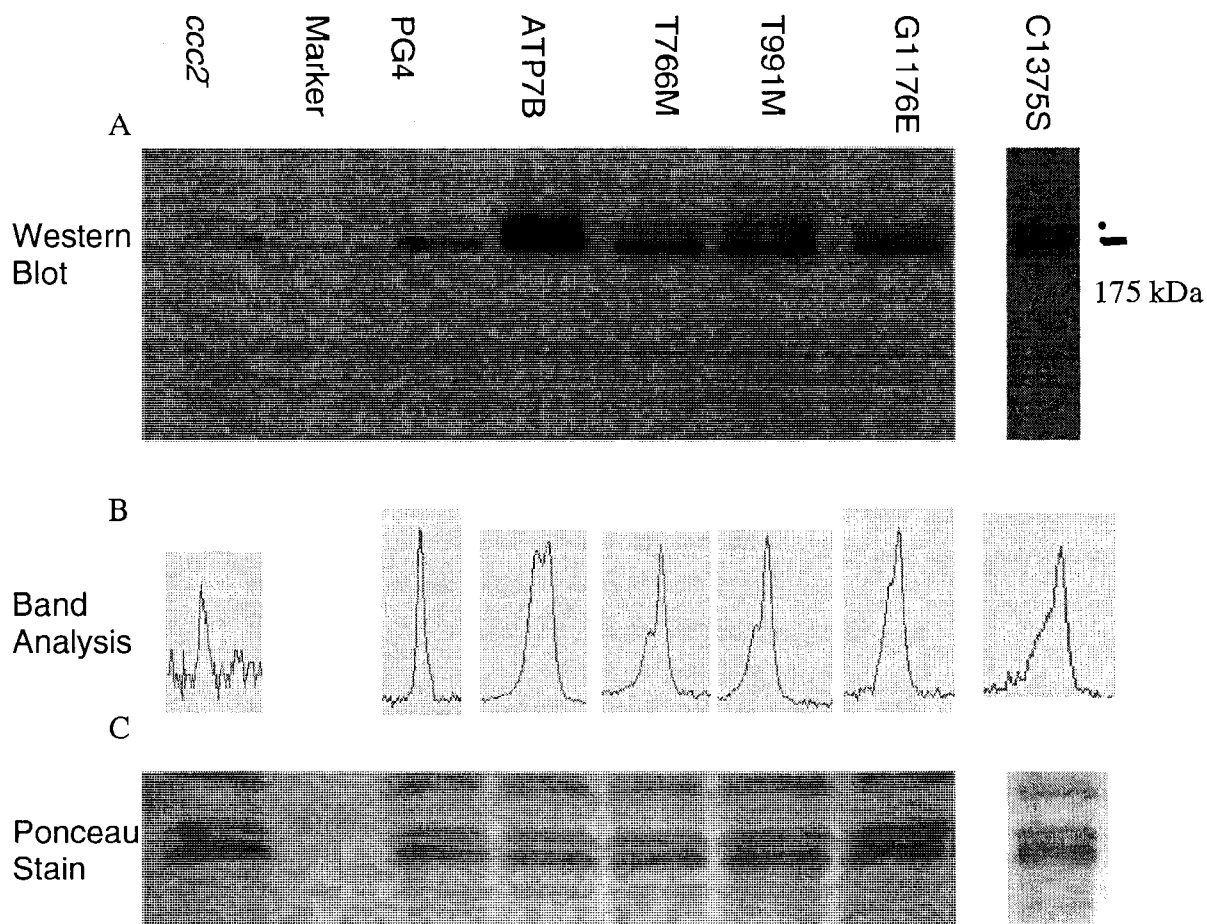 ccc2
Marker
PG4
ATP7B
T766M
T991M
G1176E
C1375S
A
Western
Blot
175 kDa
B
Band
Analysis
C
Ponceau
Stain